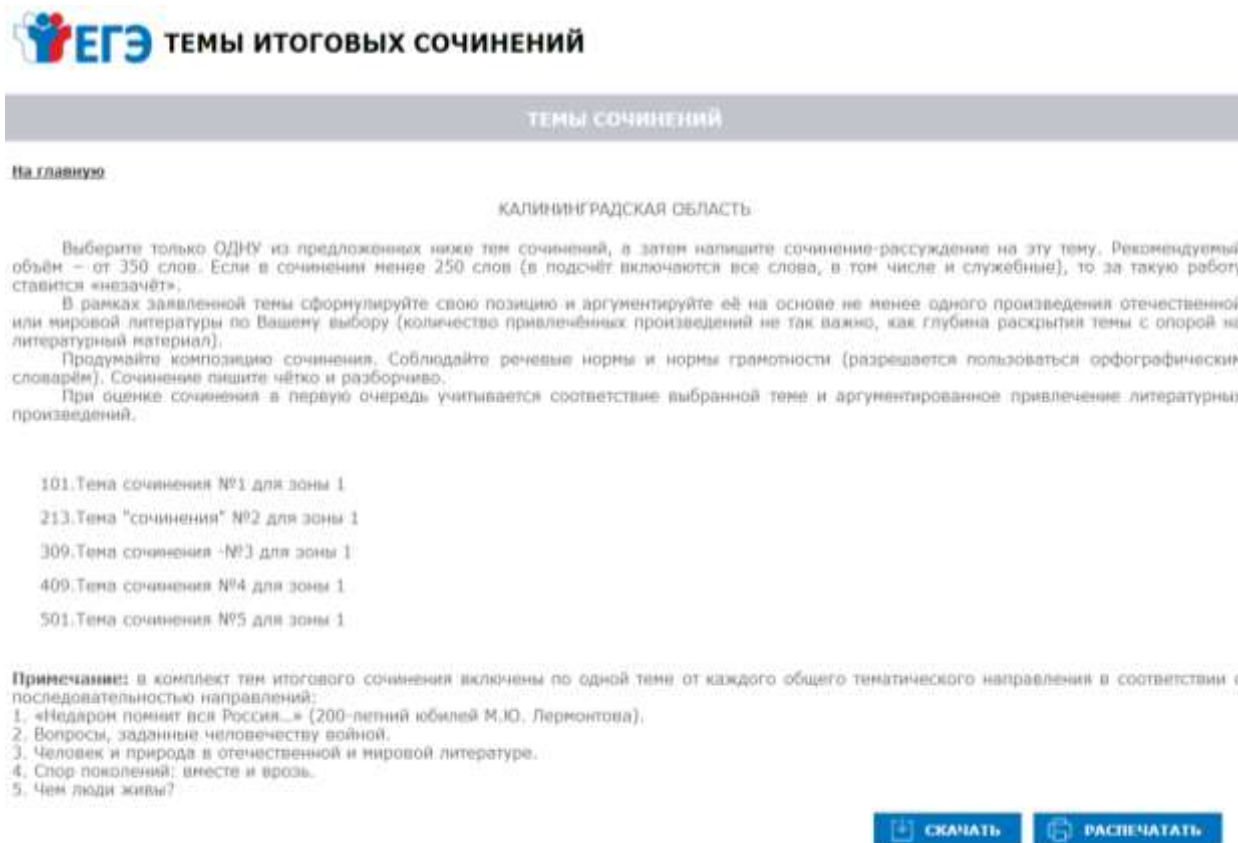 ЕГЭ ТЕМЫ ИТОГОВЫХ СОЧИНЕНИЙ
ТЕМЫ СОЧИНЕНИЙ
На главную
КАЛИНИНГРАДСКАЯ ОБЛАСТЬ
Выберите только ОДНУ из предложенных ниже тем сочинений, а затем напишите сочинение-рассуждение на эту тему. Рекомендуемый
объём – от 350 слов. Если в сочинении менее 250 слов (в подсчёт включаются все слова, в том числе и служебные), то за такую работу
ставится «незачёт».
В рамках заявленной темы сформулируйте свою позицию и аргументируйте её на основе не менее одного произведения отечественной
или мировой литературы по Вашему выбору (количество привлечённых произведений не так важно, как глубина раскрытия темы с опорой на
литературный материал).
Продумайте композицию сочинения. Соблюдайте речевые нормы и нормы грамотности (разрешается пользоваться орфографическим
словарём). Сочинение пишите чётко и разборчиво.
При оценке сочинения в первую очередь учитывается соответствие выбранной теме и аргументированное привлечение литературных
произведений.
101.Тема сочинения №1 для зоны 1
213.Тема "сочинения" №2 для зоны 1
309.Тема сочинения -№3 для зоны 1
409.Тема сочинения №4 для зоны 1
501.Тема сочинения №5 для зоны 1
Примечание: в комплект тем итогового сочинения включены по одной теме от каждого общего тематического направления в соответствии с
последовательностью направлений:
1. «Недаром помнит вся Россия…» (200-летний юбилей М.Ю. Лермонтова).
2. Вопросы, заданные человечеству войной.
3. Человек и природа в отечественной и мировой литературе.
4. Спор поколений: вместе и врозь.
5. Чем люди живы?
СКАЧАТЬ РАСПЕЧАТАТЬ